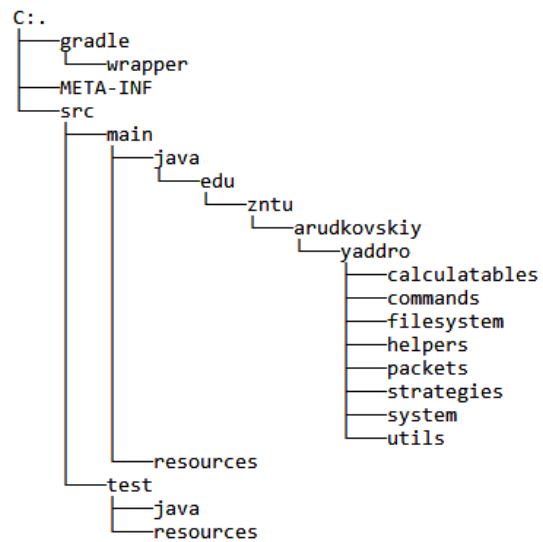 C:.
gradle
wrapper
META-INF
src
main
java
edu
zntu
arudkovskiy
yaddro
calculatables
commands
filesystem
helpers
packets
strategies
system
utils
resources
test
java
resources